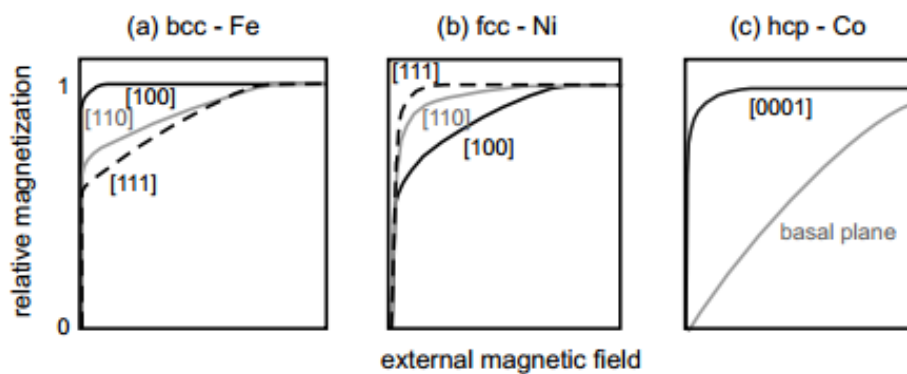 (a) bcc - Fe
(b) fcc - Ni
(c) hcp - Co
relative magnetization
1
0
[100]
[110]
[111]
[111]
[110]
[100]
[0001]
basal plane
external magnetic field